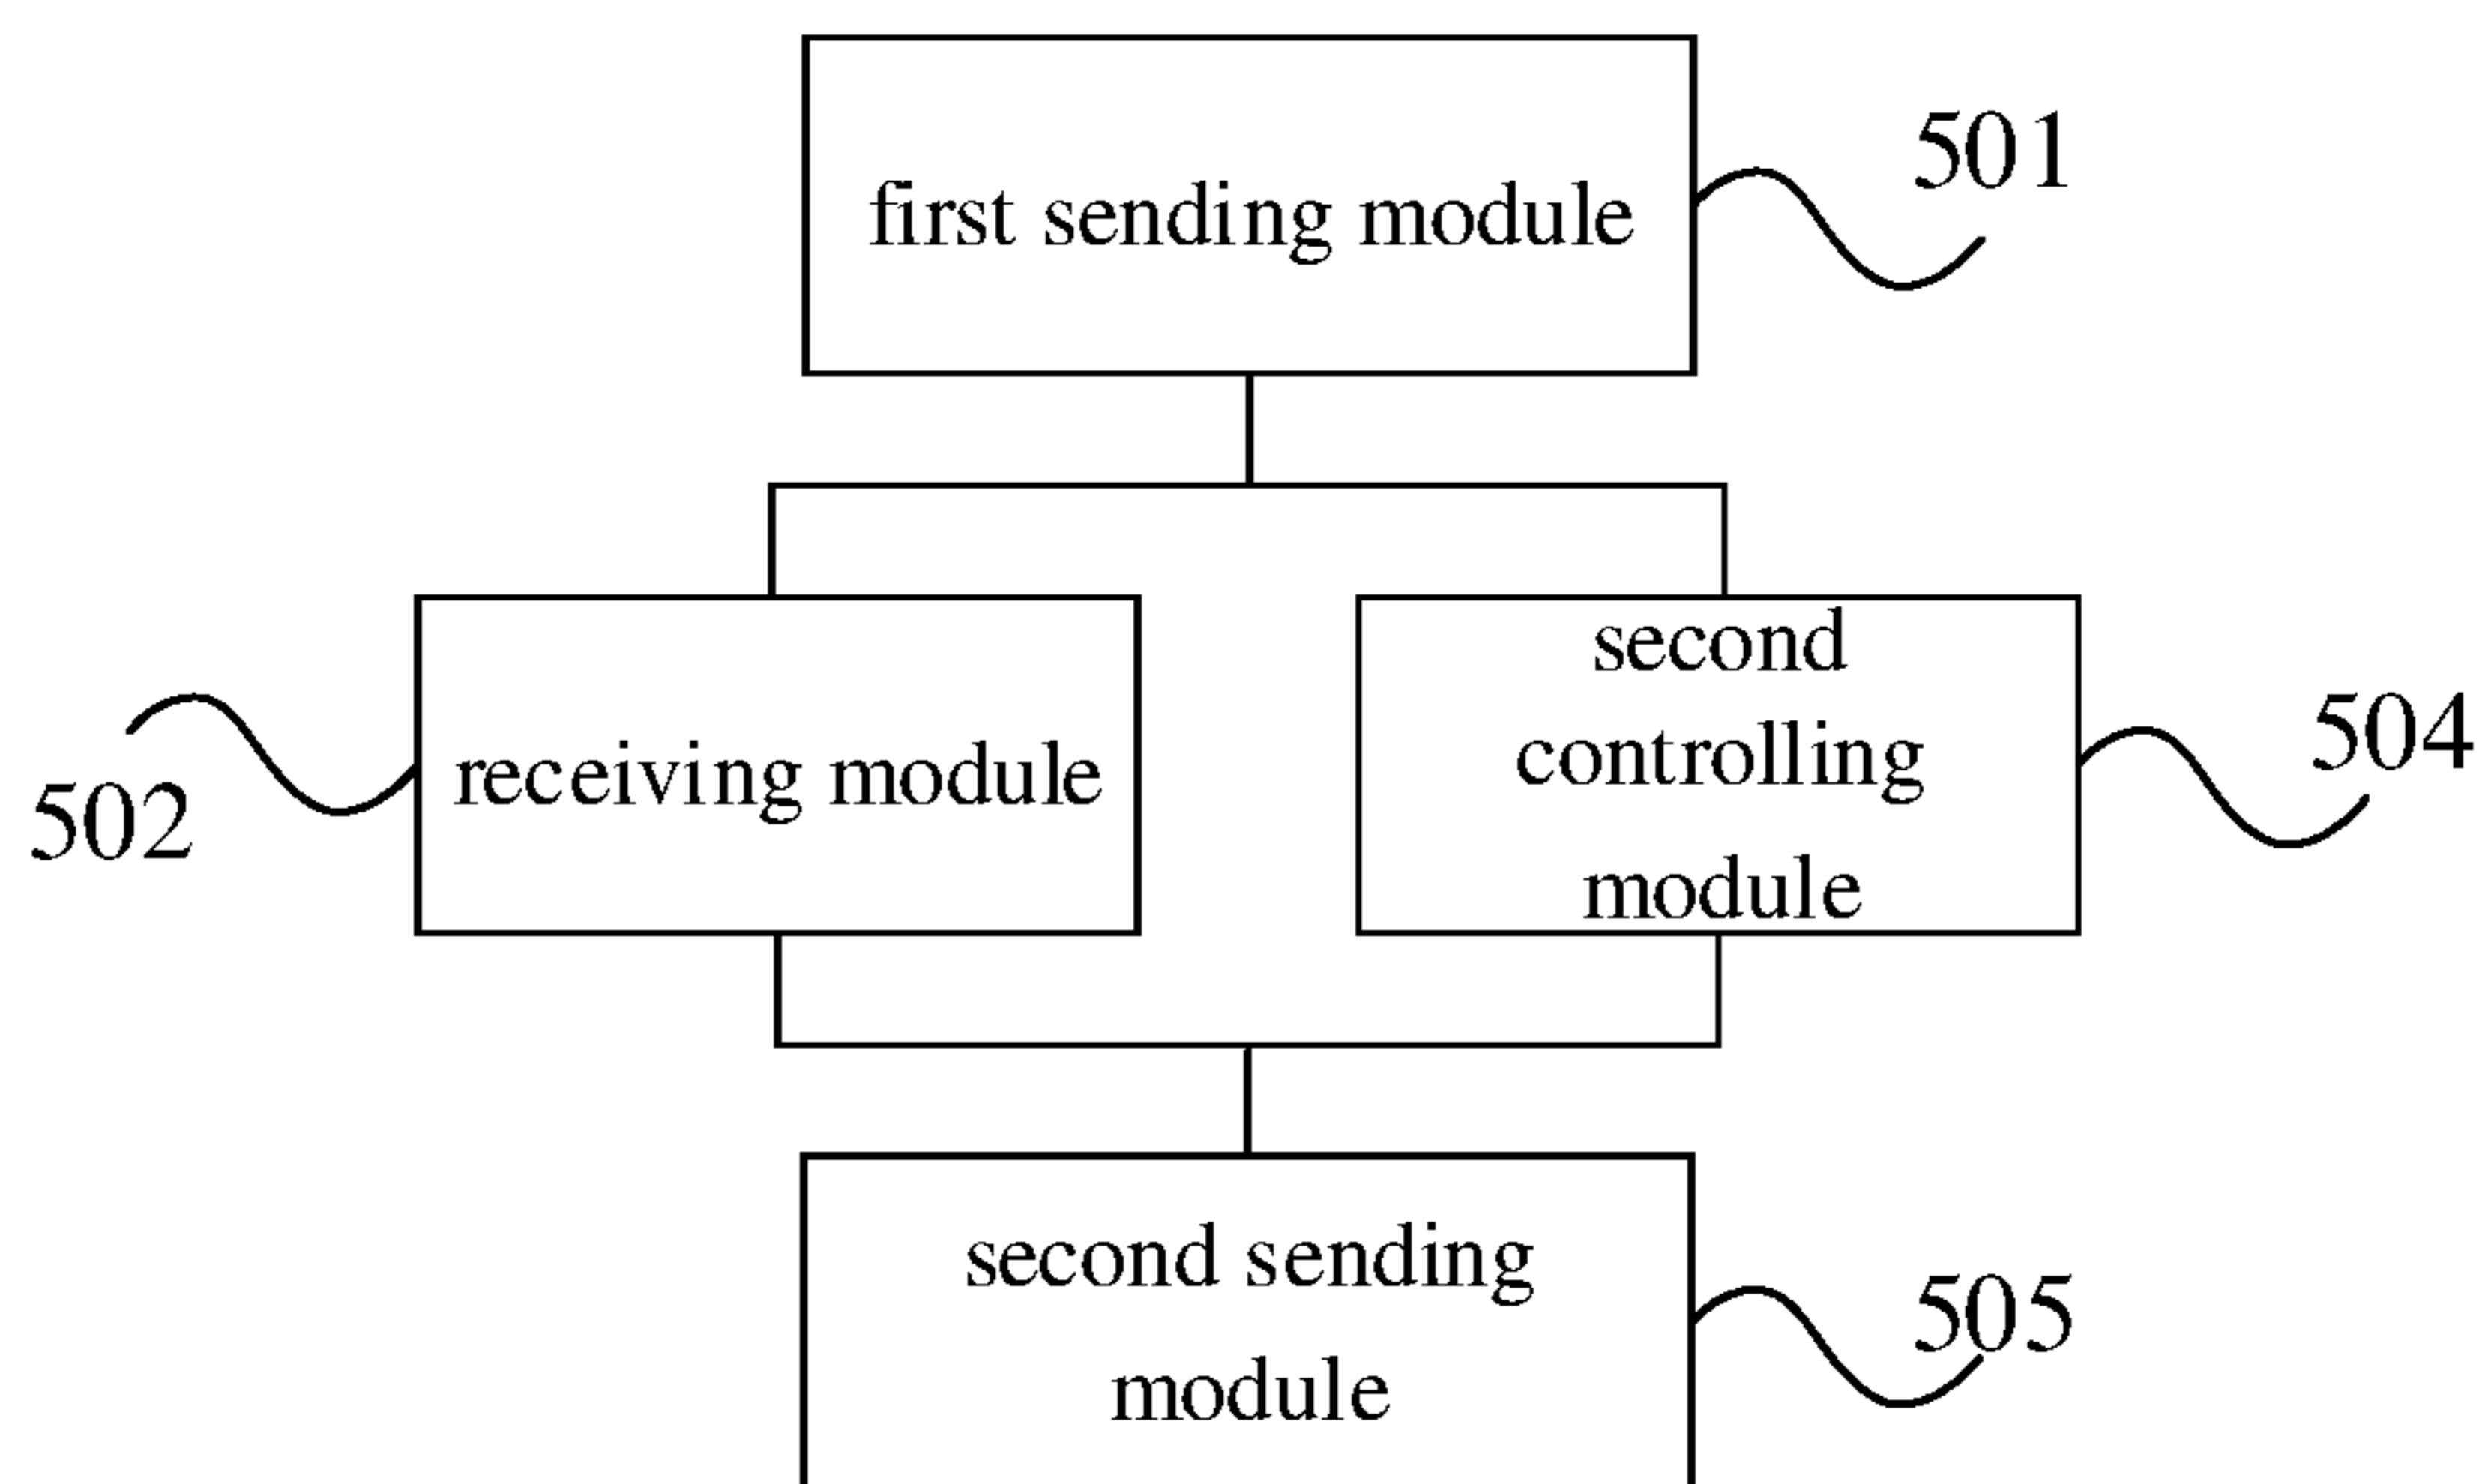 first sending module
501
502
receiving module
second
controlling
module
504
second sending
module
505